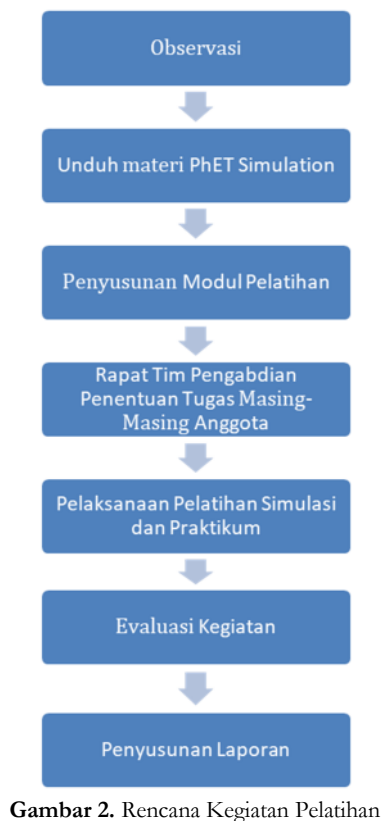 Observasi
Unduh materi PhET Simulation
Penyusunan Modul Pelatihan
Rapat Tim Pengabdian
Penentuan Tugas Masing-
Masing Anggota
Pelaksanaan Pelatihan Simulasi
dan Praktikum
Evaluasi Kegiatan
Penyusunan Laporan
Gambar 2. Rencana Kegiatan Pelatihan